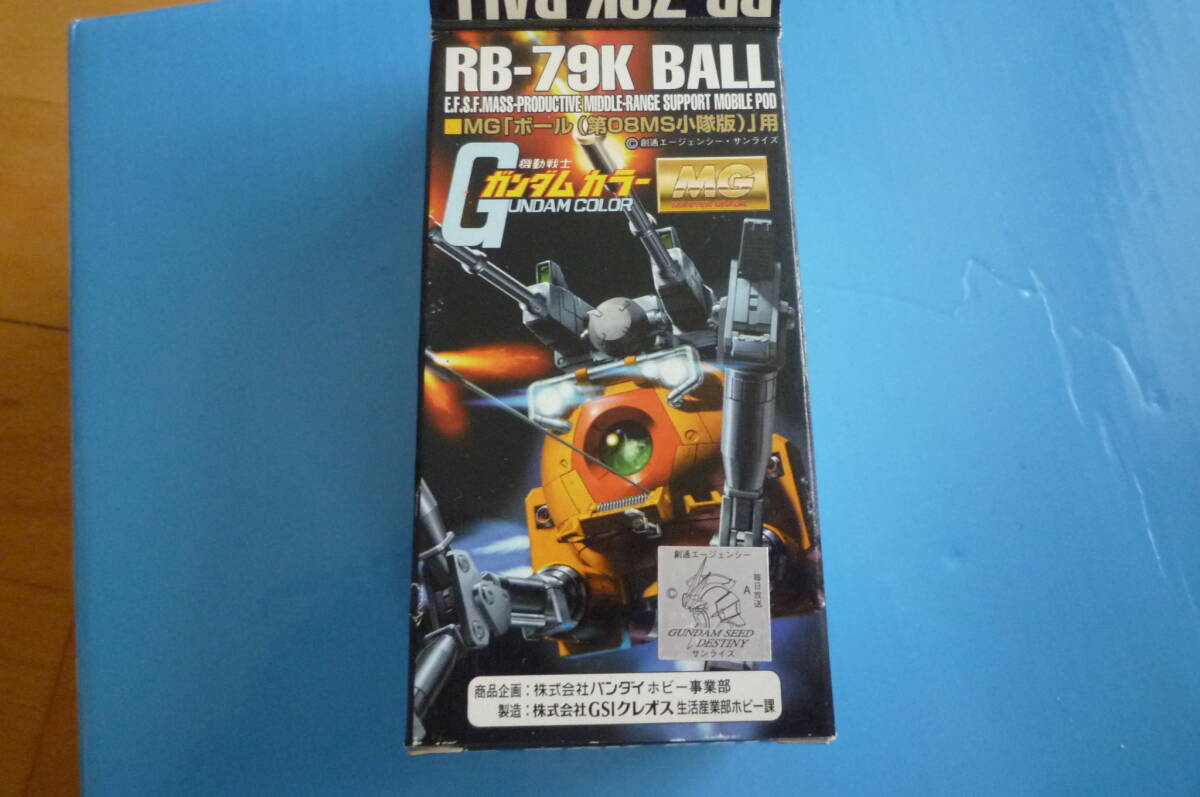 RB-79K BALL
RB-79K BALL
E.F.S.F.MASS-PRODUCTIVE MIDDLE-RANGE SUPPORT MOBILE POD
■MG「ボール(第08MS小隊版)」用
©創通エージェンシー・サンライズ
機動戦士
ガンダムカラー
GUNDAM COLOR
MG
MASTER GRADE
創通エージェンシー
毎日放送
© A
GUNDAM SEED
DESTINY
サンライズ
商品企画:株式会社バンダイ ホビー事業部
製造:株式会社GSIクレオス 生活産業部ホビー課